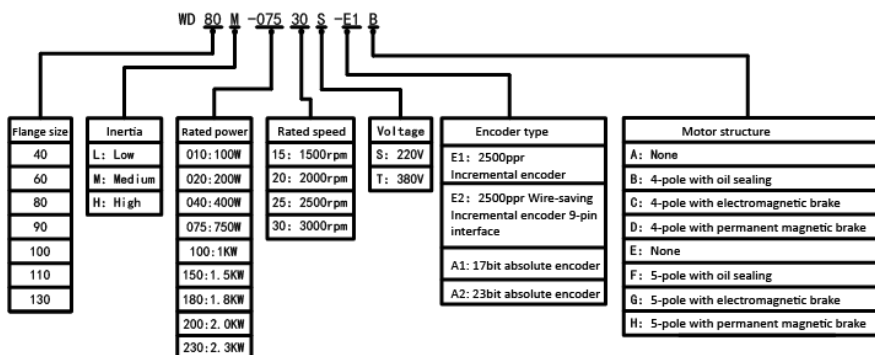 WD 80 M -075 30 S -E1 B
Flange size
40
60
80
90
100
110
130
Inertia
L: Low
M: Medium
H: High
Rated power
010:100W
020:200W
040:400W
075:750W
100:1KW
150:1.5KW
180:1.8KW
200:2.0KW
230:2.3KW
Rated speed
15: 1500rpm
20: 2000rpm
25: 2500rpm
30: 3000rpm
Voltage
S: 220V
T: 380V
Encoder type
E1: 2500ppr
Incremental encoder
E2: 2500ppr Wire-saving
Incremental encoder 9-pin
interface
A1: 17bit absolute encoder
A2: 23bit absolute encoder
Motor structure
A: None
B: 4-pole with oil sealing
C: 4-pole with electromagnetic brake
D: 4-pole with permanent magnetic brake
E: None
F: 5-pole with oil sealing
G: 5-pole with electromagnetic brake
H: 5-pole with permanent magnetic brake